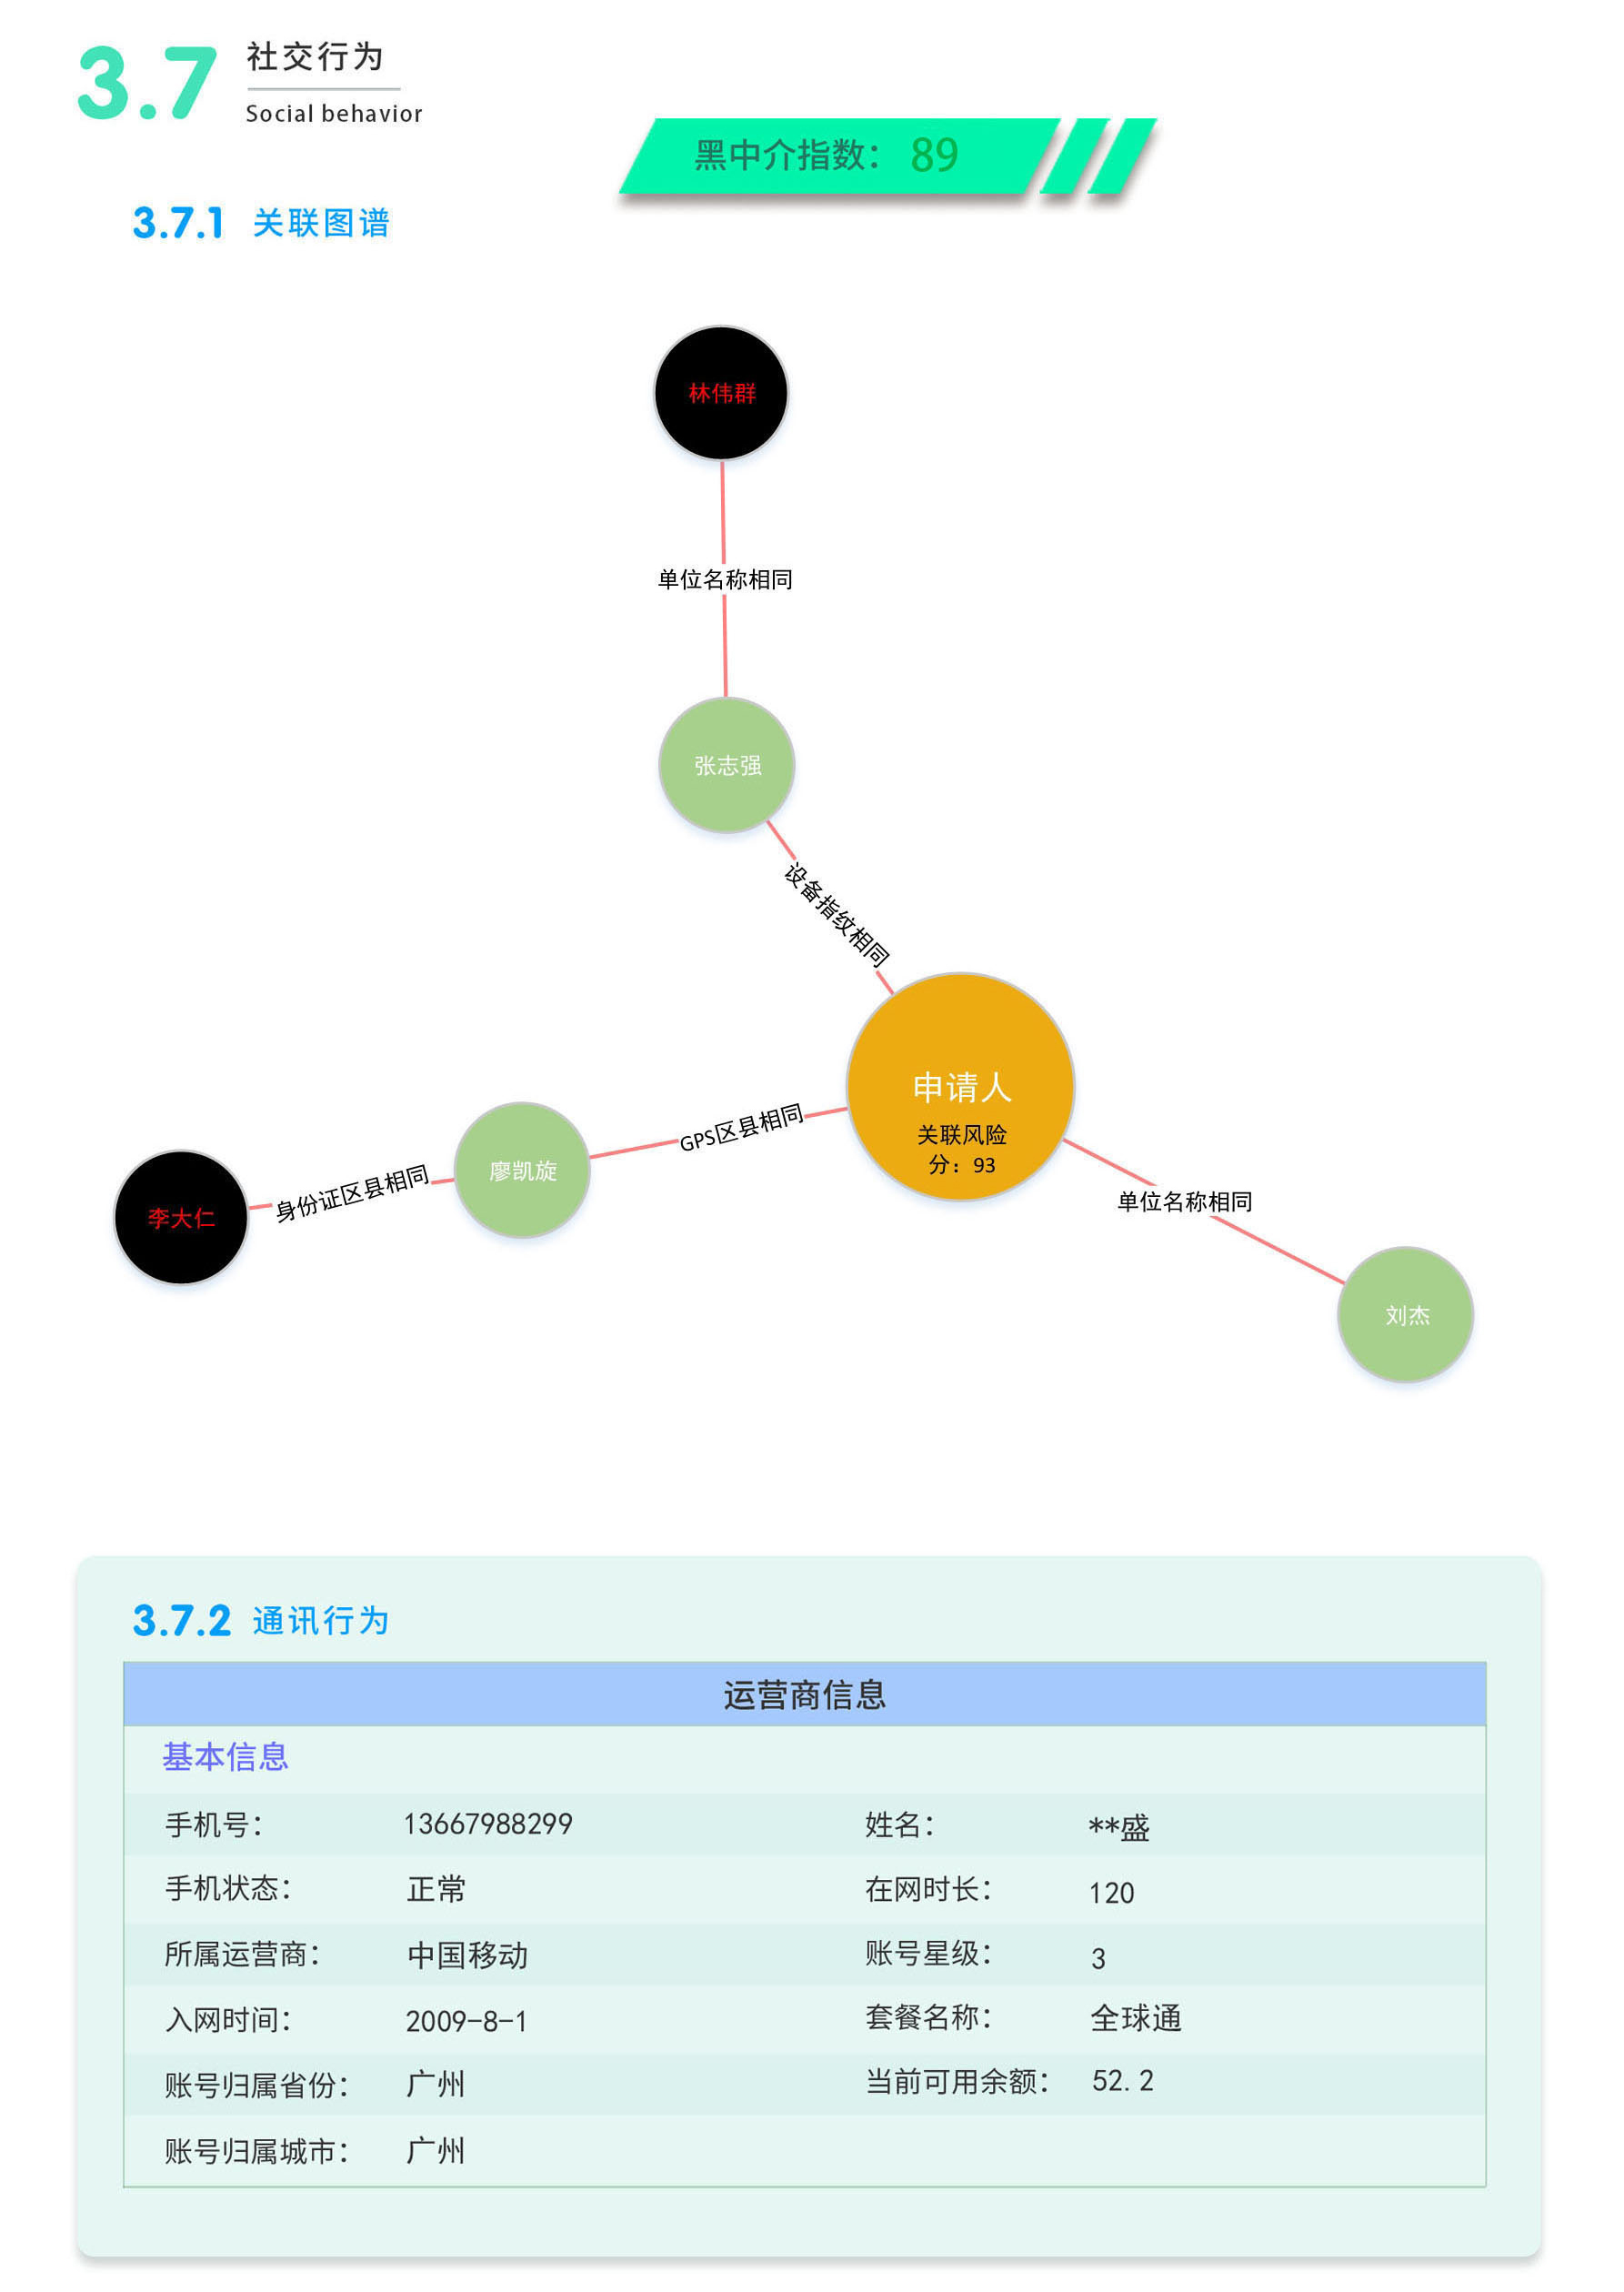 3.7 社交行为
Social behavior
黑中介指数： 89
3.7.1 关联图谱
林伟群
单位名称相同
张志强
设备指纹相同
申请人
关联风险
分：93
GPS区县相同
廖凯旋
身份证区县相同
李大仁
单位名称相同
刘杰
3.7.2 通讯行为
运营商信息
基本信息
手机号： 13667988299 姓名： **盛
手机状态： 正常 在网时长： 120
所属运营商： 中国移动 账号星级： 3
入网时间： 2009-8-1 套餐名称： 全球通
账号归属省份： 广州 当前可用余额： 52.2
账号归属城市： 广州